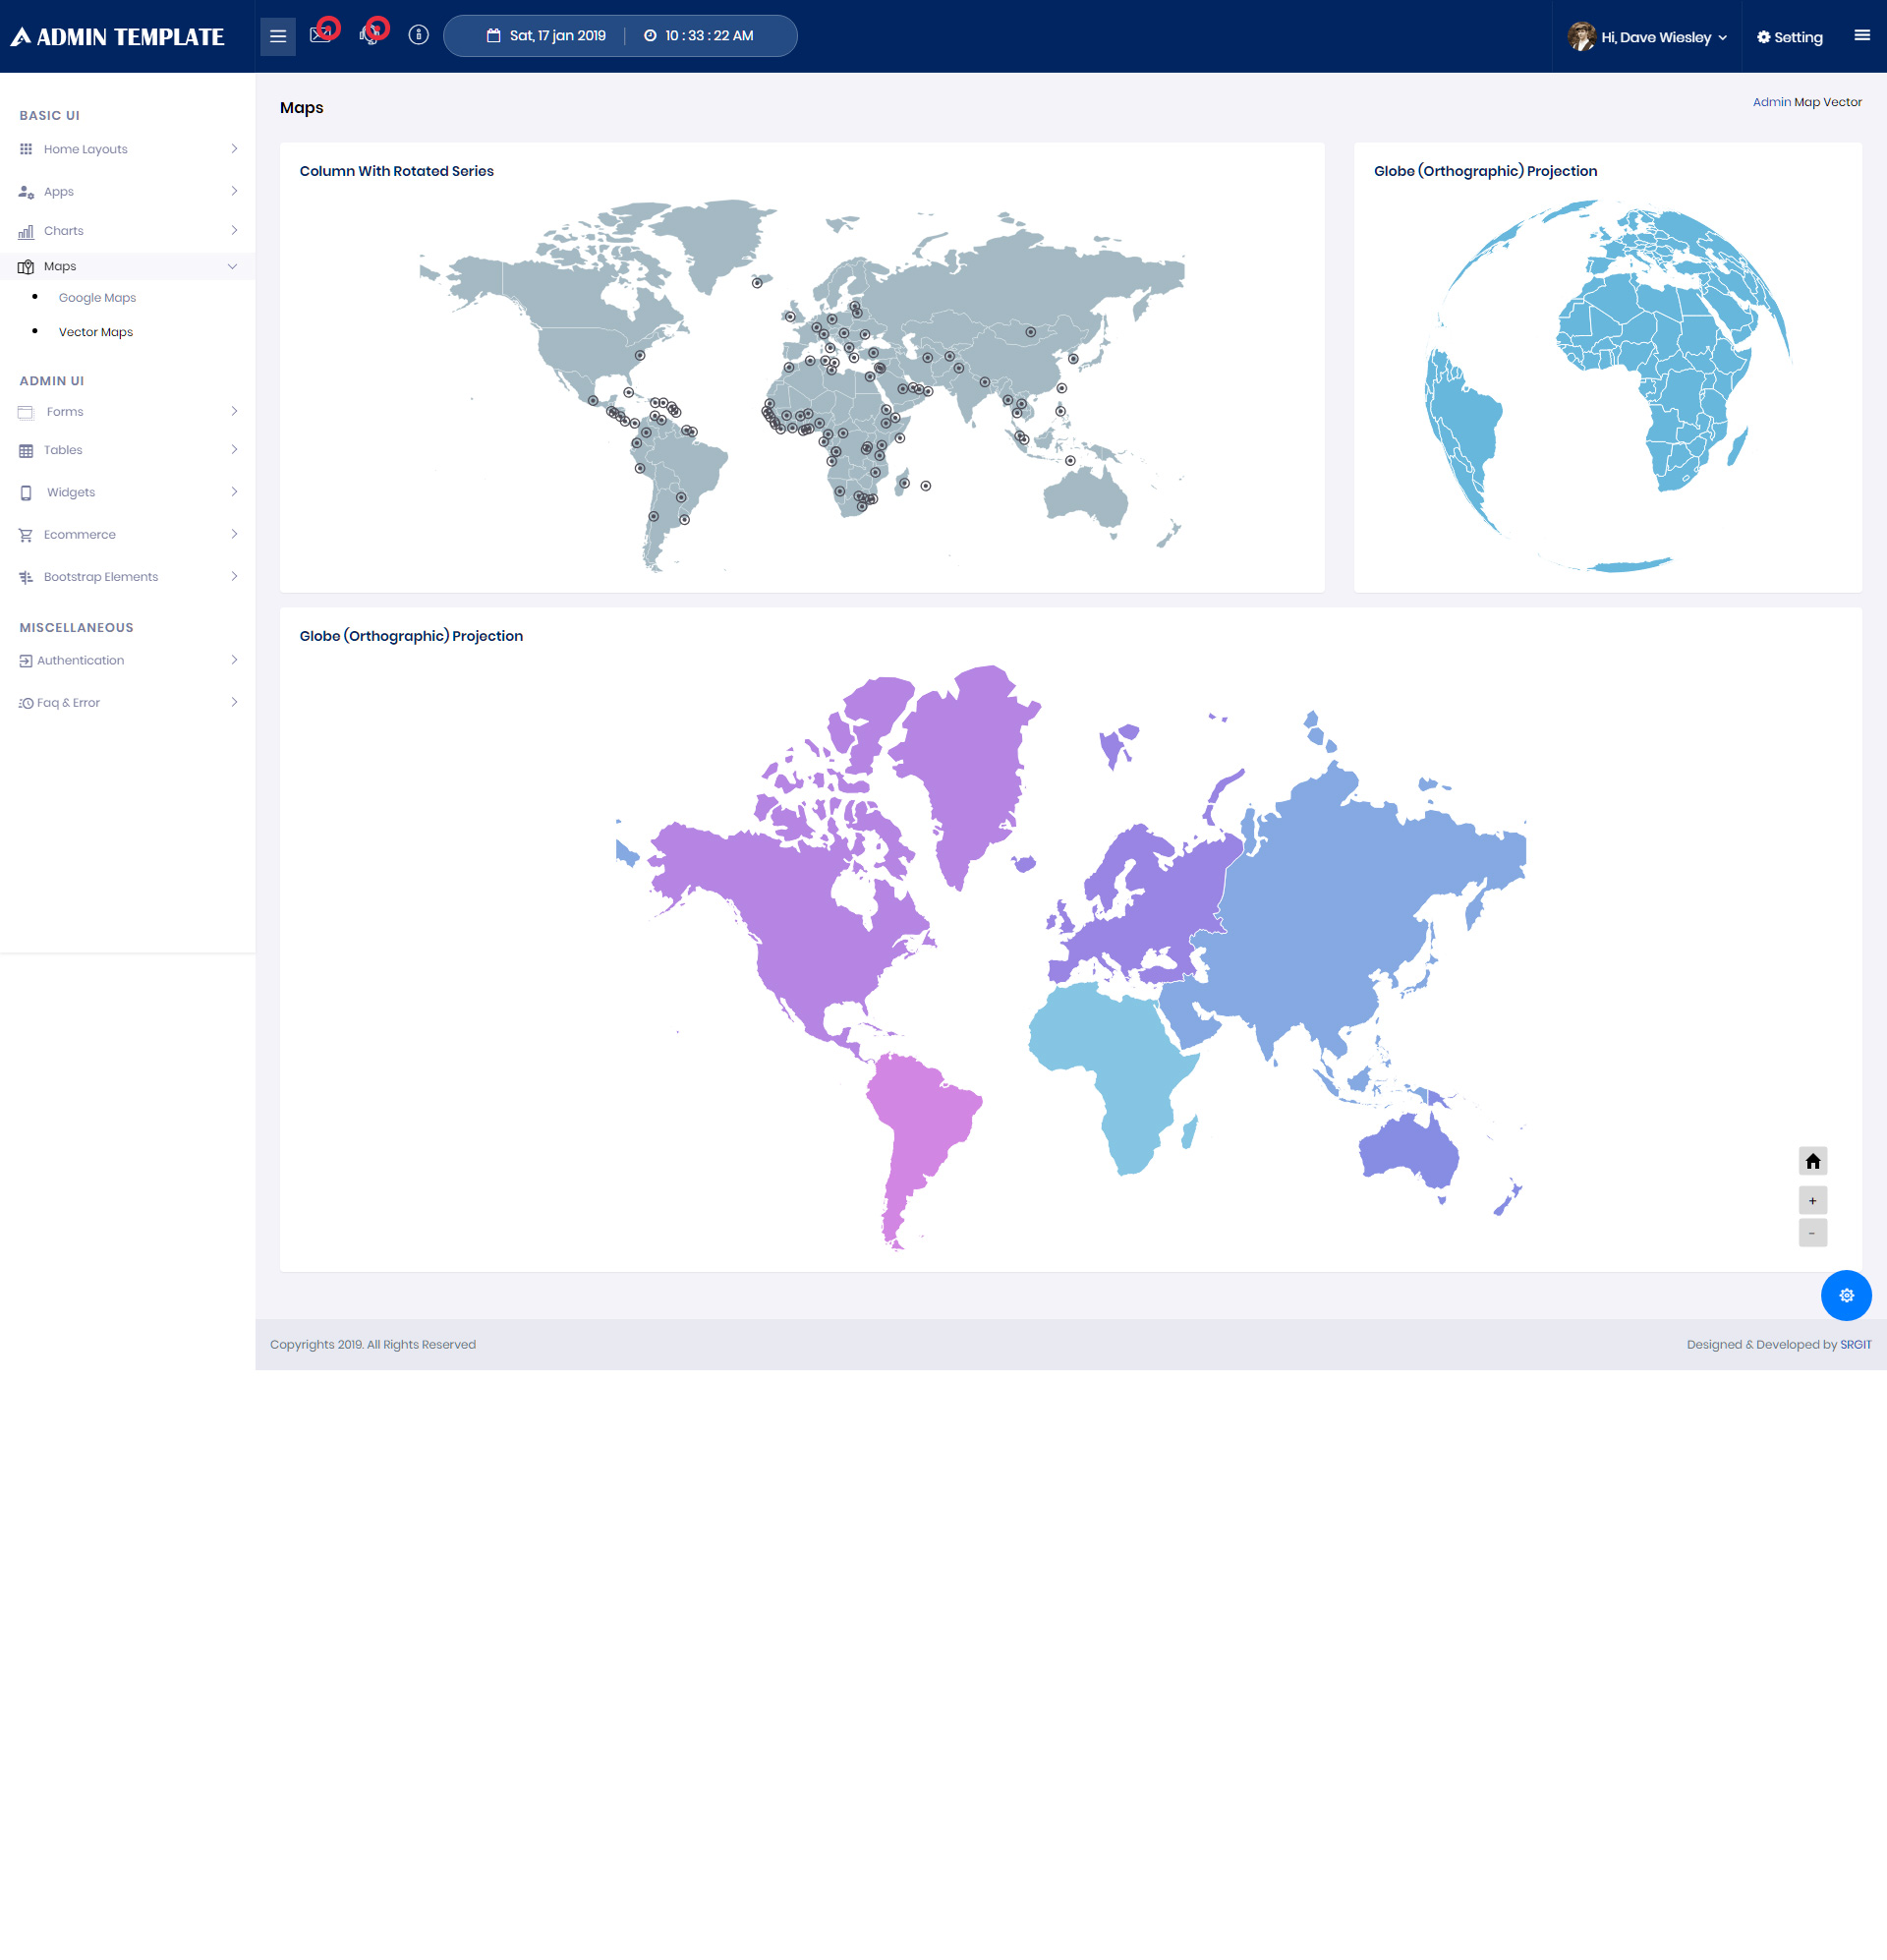 ADMIN TEMPLATE
Sat, 17 jan 2019
10 : 33 : 22 AM
Hi, Dave Wiesley
Setting
BASIC UI
Home Layouts
Apps
Charts
Maps
Google Maps
Vector Maps
ADMIN UI
Forms
Tables
Widgets
Ecommerce
Bootstrap Elements
MISCELLANEOUS
Authentication
Faq & Error
Maps
Admin Map Vector
Column With Rotated Series
Globe (Orthographic) Projection
Globe (Orthographic) Projection
+
-
Copyrights 2019. All Rights Reserved
Designed & Developed by SRGIT